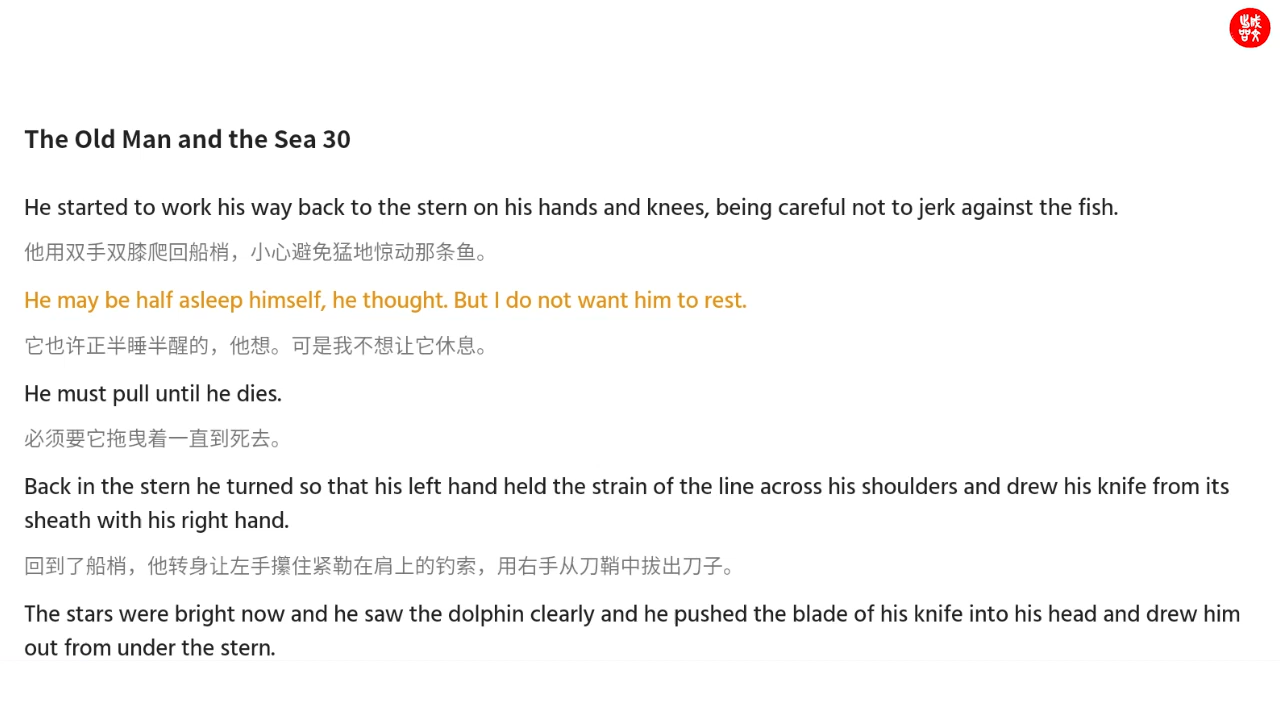 The Old Man and the Sea 30
He started to work his way back to the stern on his hands and knees, being careful not to jerk against the fish.
他用双手双膝爬回船梢，小心避免猛地惊动那条鱼。
He may be half asleep himself, he thought. But I do not want him to rest.
它也许正半睡半醒的，他想。可是我不想让它休息。
He must pull until he dies.
必须要它拖曳着一直到死去。
Back in the stern he turned so that his left hand held the strain of the line across his shoulders and drew his knife from its
sheath with his right hand.
回到了船梢，他转身让左手攥住紧勒在肩上的钓索，用右手从刀鞘中拔出刀子。
The stars were bright now and he saw the dolphin clearly and he pushed the blade of his knife into his head and drew him
out from under the stern.